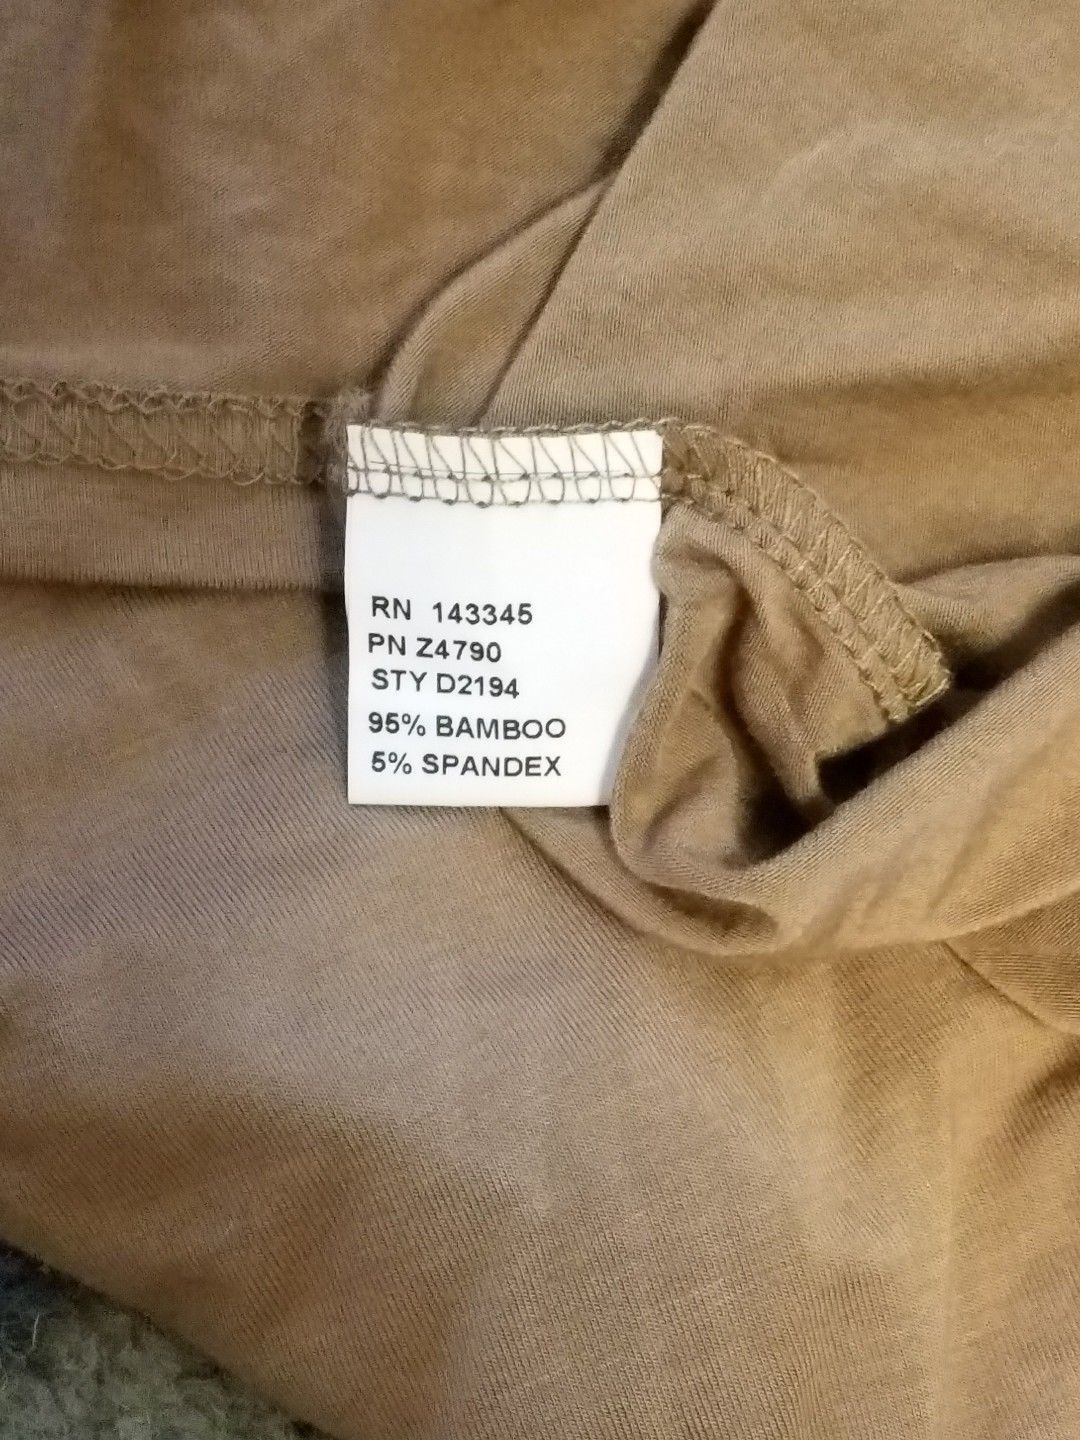 RN 143345
PN Z4790
STY D2194
95% BAMBOO
5% SPANDEX